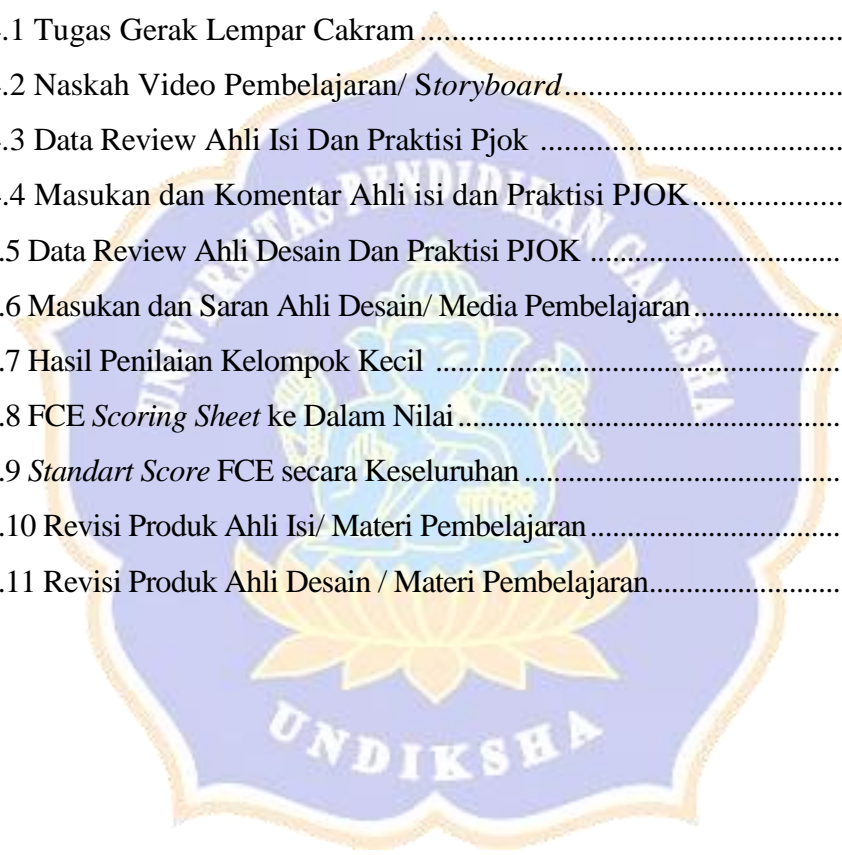 .1 Tugas Gerak Lempar Cakram ..........................................................
.2 Naskah Video Pembelajaran/ Storyboard.....................................
.3 Data Review Ahli Isi Dan Praktisi Pjok .........................................
.4 Masukan dan Komentar Ahli isi dan Praktisi PJOK....................
.5 Data Review Ahli Desain Dan Praktisi PJOK ..................................
.6 Masukan dan Saran Ahli Desain/ Media Pembelajaran....................
.7 Hasil Penilaian Kelompok Kecil .......................................................
.8 FCE Scoring Sheet ke Dalam Nilai....................................................
.9 Standart Score FCE secara Keseluruhan ...........................................
.10 Revisi Produk Ahli Isi/ Materi Pembelajaran..................................
.11 Revisi Produk Ahli Desain / Materi Pembelajaran..........................
UNIVERSITAS PENDIDIKAN GANESHA
UNDIKSHA